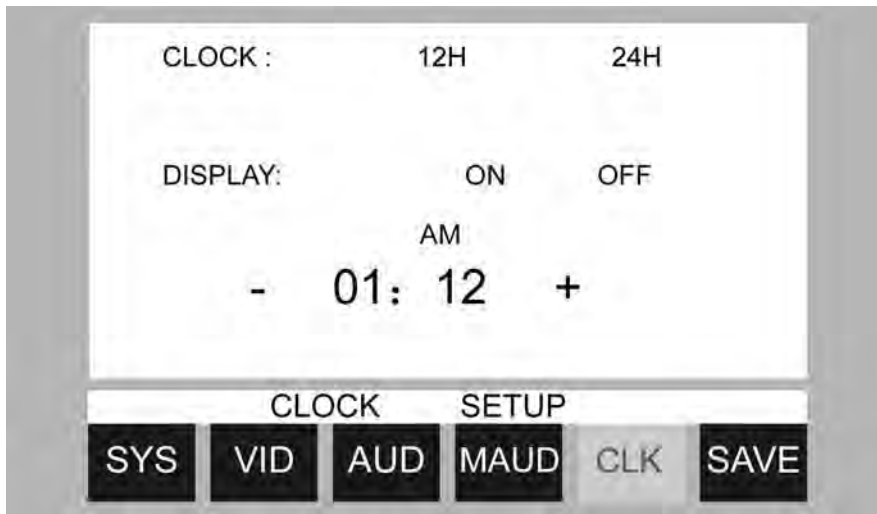 CLOCK : 12H 24H
DISPLAY: ON OFF
AM
- 01: 12 +
CLOCK SETUP
SYS VID AUD MAUD CLK SAVE